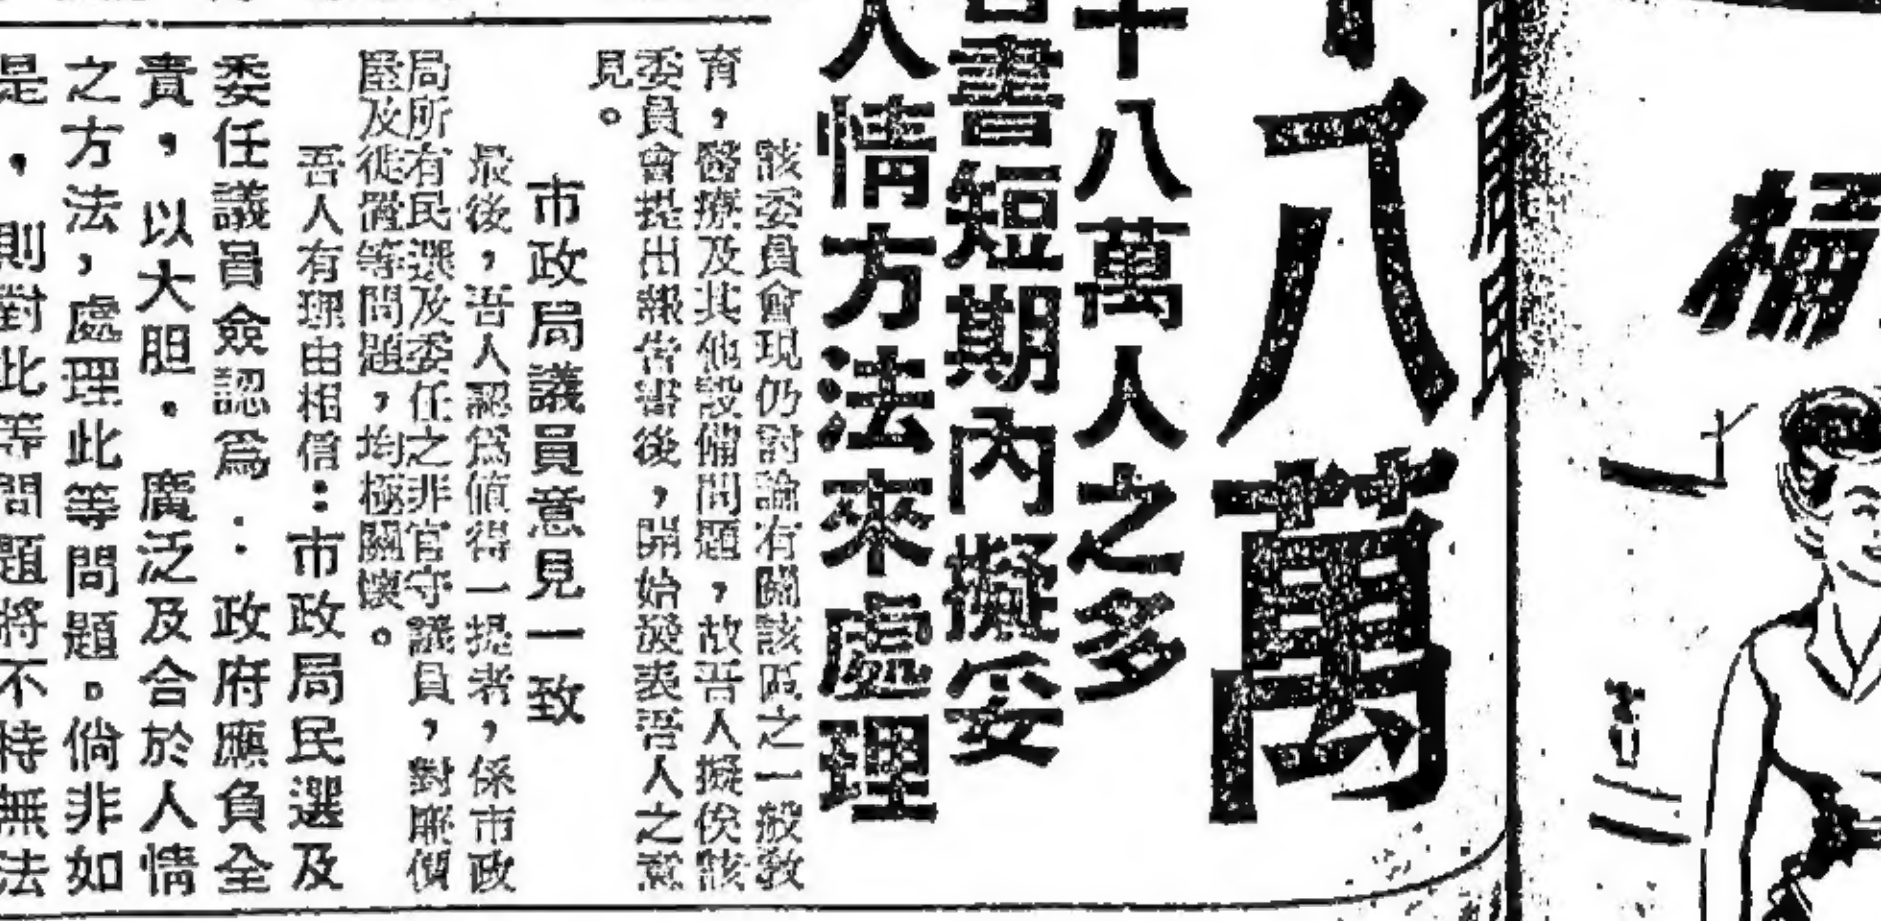 八萬
十八萬人之多
書短期內擬妥
人情方法來處理
該委員會現仍討論有關該區之一般敎
育，醫療及其他設備問題，故吾人擬俟該
委員會提出報告書後，開始發表吾人之意
見。
市政局議員意見一致
最後，吾人認爲值得一提者，係市政
局所有民選及委任之非官守議員，對廉價
屋及徙置等問題，均極關懷。
吾人有理由相信：市政局民選及
委任議員僉認爲：政府應負全
責，以大胆．廣泛及合於人情
之方法，處理此等問題。倘非如
是，則對此等問題將不特無法